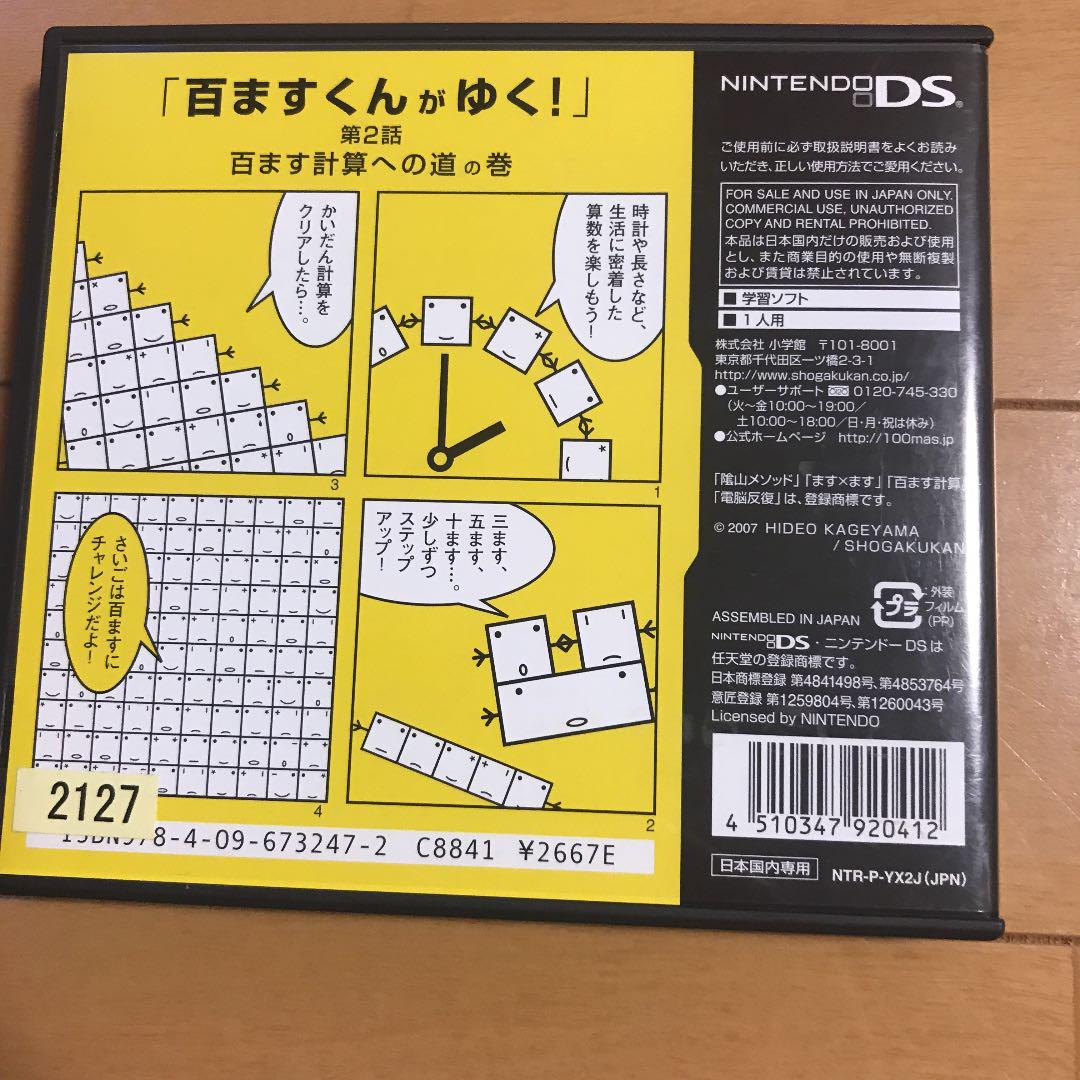 「百ますくんがゆく！」
第2話
百ます計算への道の巻
時計や長さなど、
生活に密着した
算数を楽しもう！
1
三ます、
五ます、
十ます…。
少しずつ
ステップ
アップ！
2
かいだん計算を
クリアしたら…。
3
さいごは百ますに
チャレンジだよ！
4
2127
ISBN978-4-09-673247-2 C8841 ¥2667E
NINTENDO DS®
ご使用前に必ず取扱説明書をよくお読み
いただき、正しい使用方法でご愛用ください。
FOR SALE AND USE IN JAPAN ONLY.
COMMERCIAL USE, UNAUTHORIZED
COPY AND RENTAL PROHIBITED.
本品は日本国内だけの販売および使用
とし、また商業目的の使用や無断複製
および賃貸は禁止されています。
■ 学習ソフト
■ 1人用
株式会社 小学館 〒101-8001
東京都千代田区一ツ橋2-3-1
http://www.shogakukan.co.jp/
●ユーザーサポート 0120-745-330
（火～金10:00～19:00／
土10:00～18:00／日・月・祝は休み）
●公式ホームページ http://100mas.jp
「陰山メソッド」「ます×ます」「百ます計算」
「電脳反復」は、登録商標です。
© 2007 HIDEO KAGEYAMA
/ SHOGAKUKAN
プラ
：外装
フィルム
(PP)
ASSEMBLED IN JAPAN
NINTENDO DS・ニンテンドーDSは
任天堂の登録商標です。
日本商標登録 第4841498号、第4853764号
意匠登録 第1259804号、第1260043号
Licensed by NINTENDO
4 510347 920412
日本国内専用
NTR-P-YX2J(JPN)